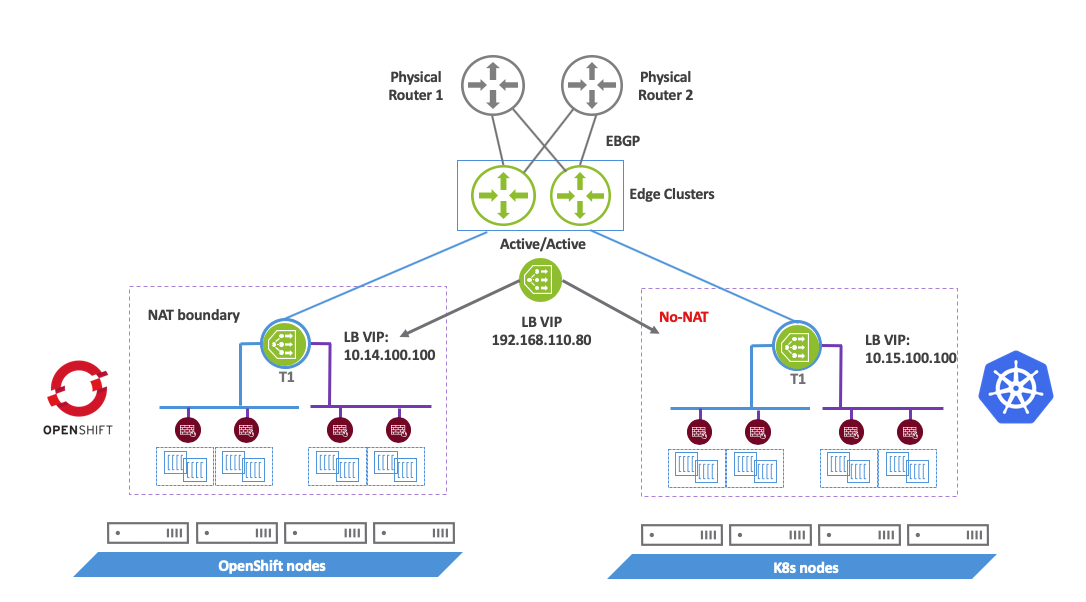 Physical
Router 1
Physical
Router 2
EBGP
Edge Clusters
Active/Active
NAT boundary
LB VIP:
10.14.100.100
T1
LB VIP
192.168.110.80
No-NAT
LB VIP:
10.15.100.100
T1
OPENSHIFT
OpenShift nodes
K8s nodes